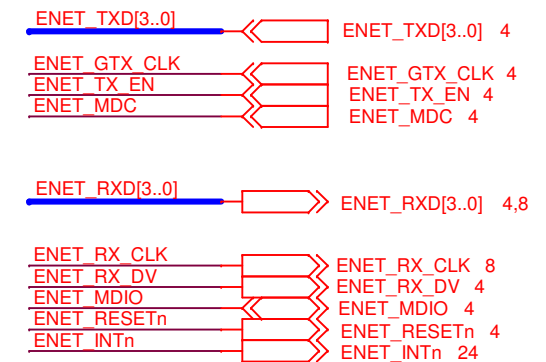 ENET_TXD[3..0] ENET_TXD[3..0] 4
ENET_GTX_CLK ENET_GTX_CLK 4
ENET_TX_EN ENET_TX_EN 4
ENET_MDC ENET_MDC 4
ENET_RXD[3..0] ENET_RXD[3..0] 4,8
ENET_RX_CLK ENET_RX_CLK 8
ENET_RX_DV ENET_RX_DV 4
ENET_MDIO ENET_MDIO 4
ENET_RESETn ENET_RESETn 4
ENET_INTn ENET_INTn 24